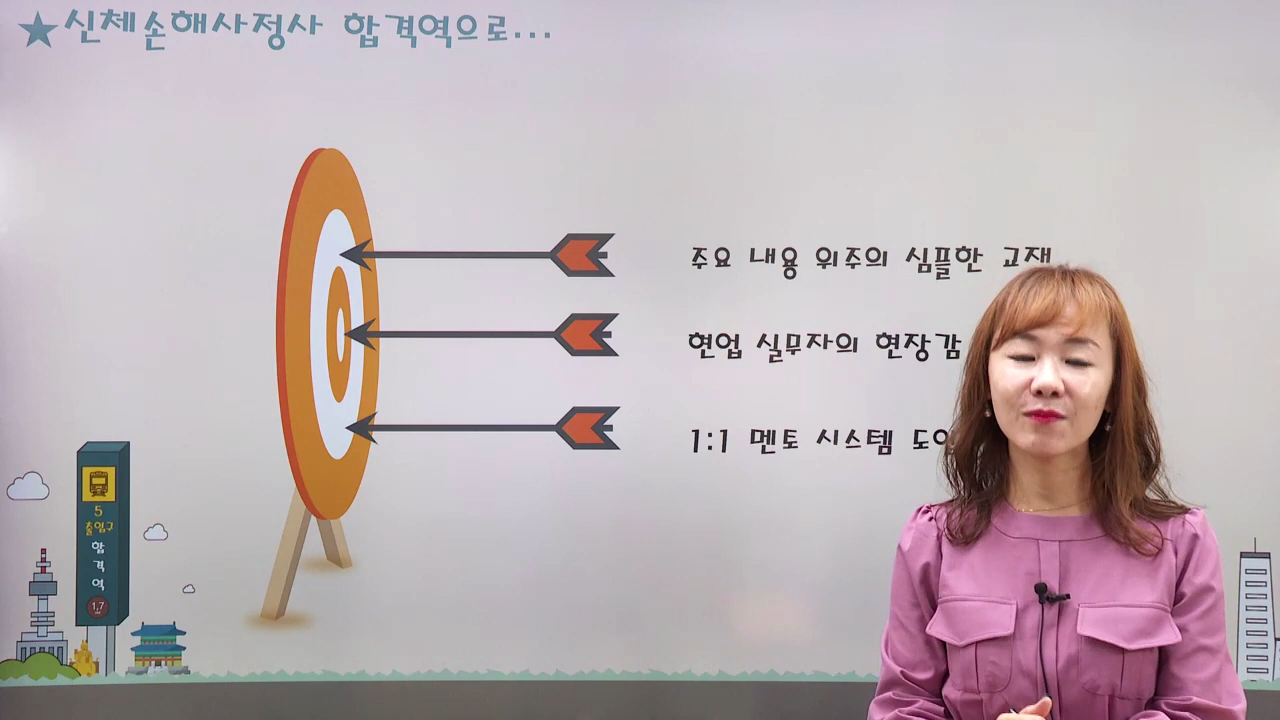 ★신체손해사정사 합격역으로...
주요 내용 위주의 심플한 교재
현업 실무자의 현장감
1:1 멘토 시스템
5
출입구
합
격
역
1,7